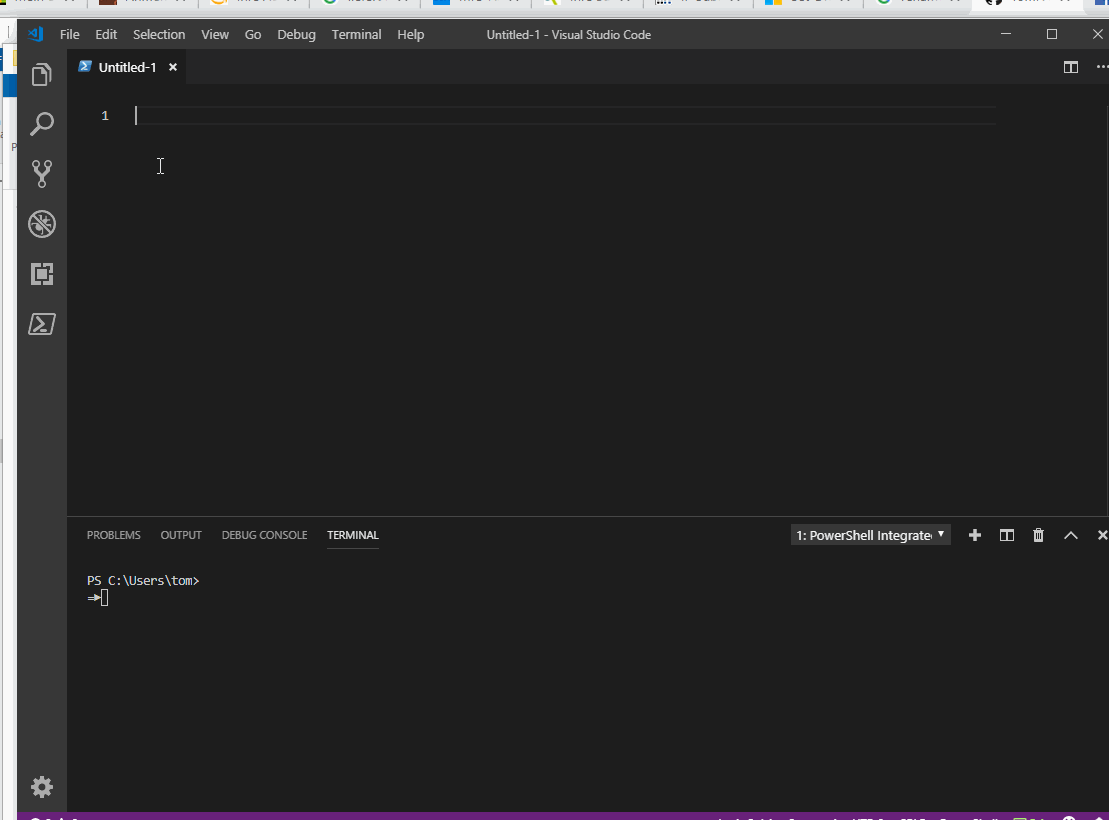 File Edit Selection View Go Debug Terminal Help Untitled-1 - Visual Studio Code
Untitled-1
1
PROBLEMS OUTPUT DEBUG CONSOLE TERMINAL 1: PowerShell Integrate
PS C:\Users\tom>